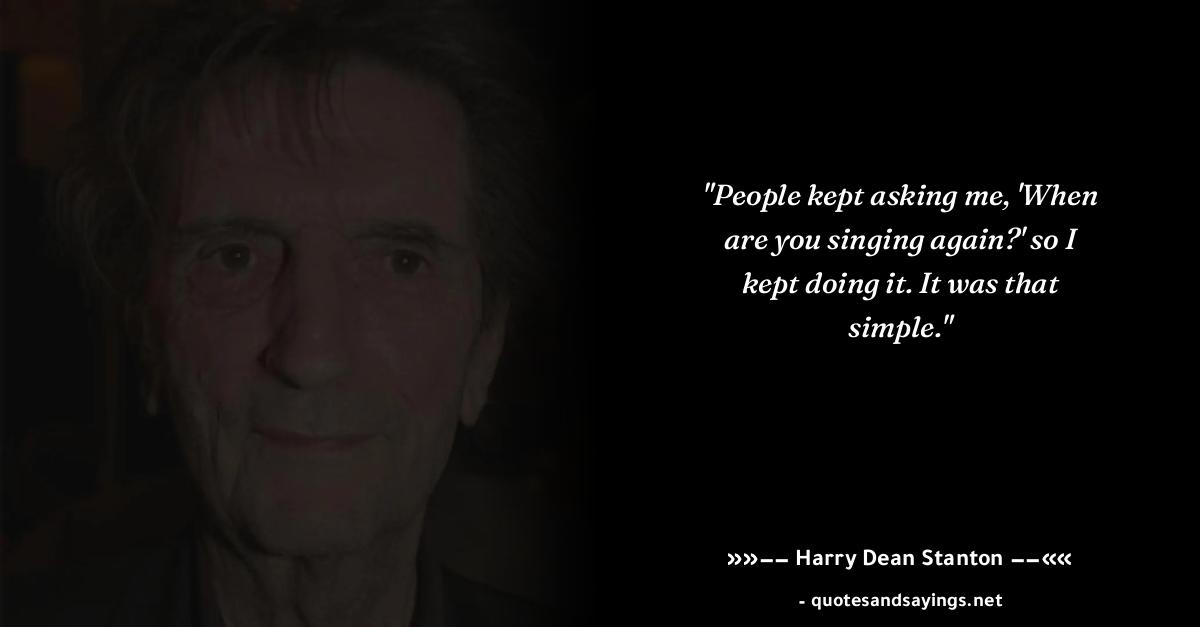 "People kept asking me, 'When
are you singing again?' so I
kept doing it. It was that
simple."
»»–– Harry Dean Stanton ––««
- quotesandsayings.net